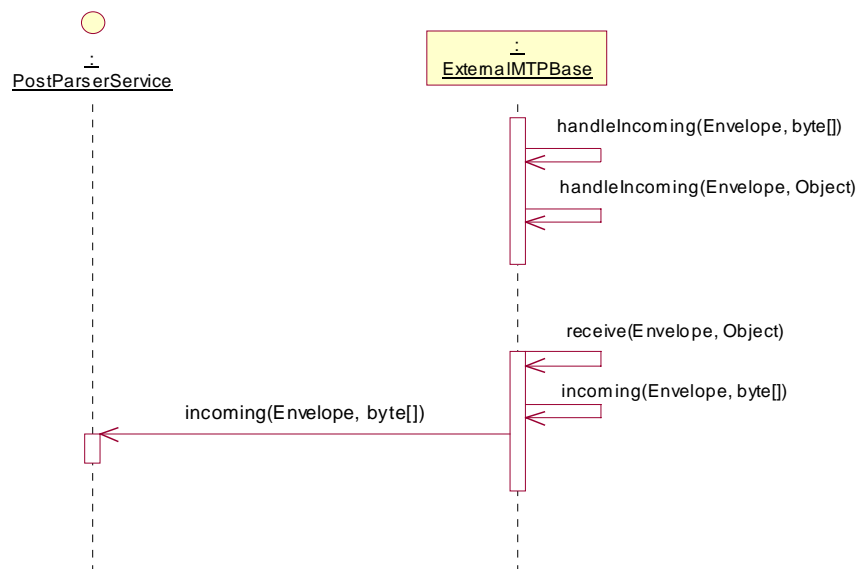 :
PostParserService
:
ExternalMTPBase
handleIncoming(Envelope, byte[])
handleIncoming(Envelope, Object)
receive(Envelope, Object)
incoming(Envelope, byte[])
incoming(Envelope, byte[])